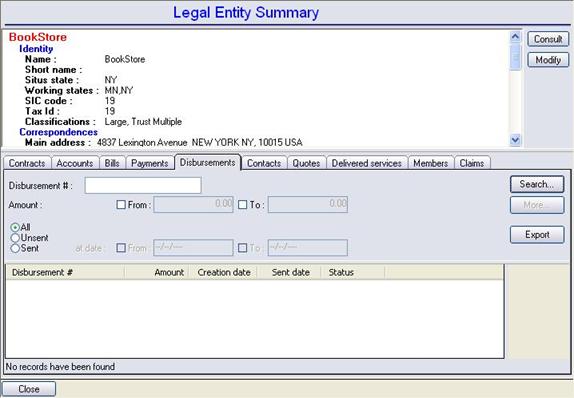 Legal Entity Summary
BookStore
Identity
Name : BookStore
Short name :
Situs state : NY
Working states : MN,NY
SIC code : 19
Tax Id : 19
Classifications : Large, Trust Multiple
Correspondences
Main address : 4837 Lexington Avenue NEW YORK NY, 10015 USA
Consult
Modify
Contracts Accounts Bills Payments Disbursements Contacts Quotes Delivered services Members Claims
Disbursement # : Search...
Amount : From : 0.00 To : 0.00 More...
All
Unsent
Sent at date : From : --/--/---- To : --/--/----
Export
Disbursement # Amount Creation date Sent date Status
No records have been found
Close